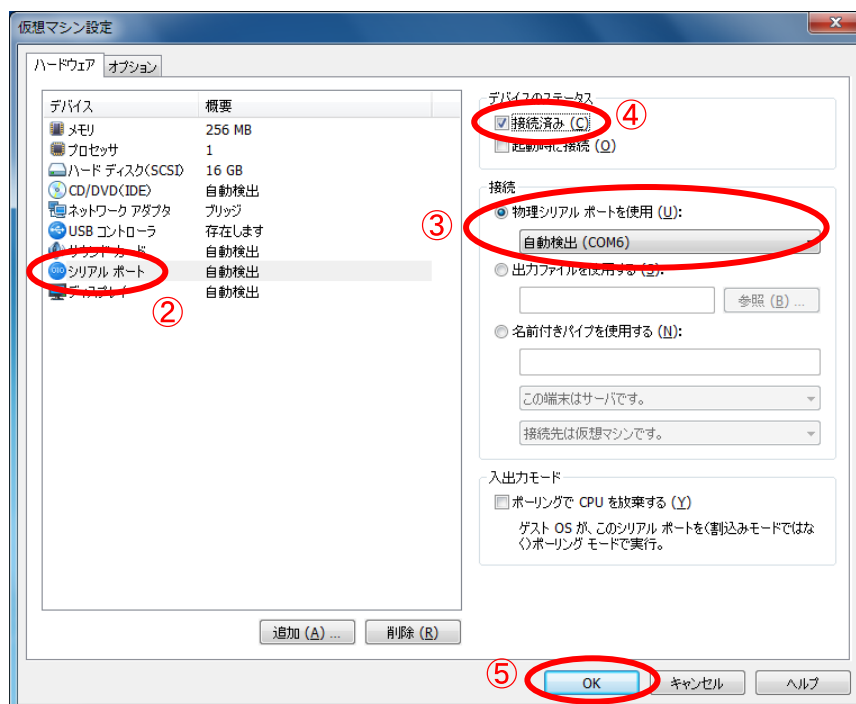 仮想マシン設定
ハードウェア オプション
デバイス 概要
メモリ 256 MB
プロセッサ 1
ハード ディスク(SCSI) 16 GB
CD/DVD(IDE) 自動検出
ネットワーク アダプタ ブリッジ
USB コントローラ 存在します
サウンド カード 自動検出
シリアル ポート 自動検出
ディスプレイ 自動検出
②
追加 (A) ... 削除 (R)
デバイスのステータス
接続済み (C)
④
起動時に接続 (O)
接続
③
物理シリアル ポートを使用 (U):
自動検出 (COM6)
出力ファイルを使用する (S):
参照 (B) ...
名前付きパイプを使用する (N):
この端末はサーバです。
接続先は仮想マシンです。
入出力モード
ポーリングで CPU を放棄する (Y)
ゲスト OS が、このシリアル ポートを(割込みモードではな
く)ポーリング モードで実行。
⑤
OK キャンセル ヘルプ